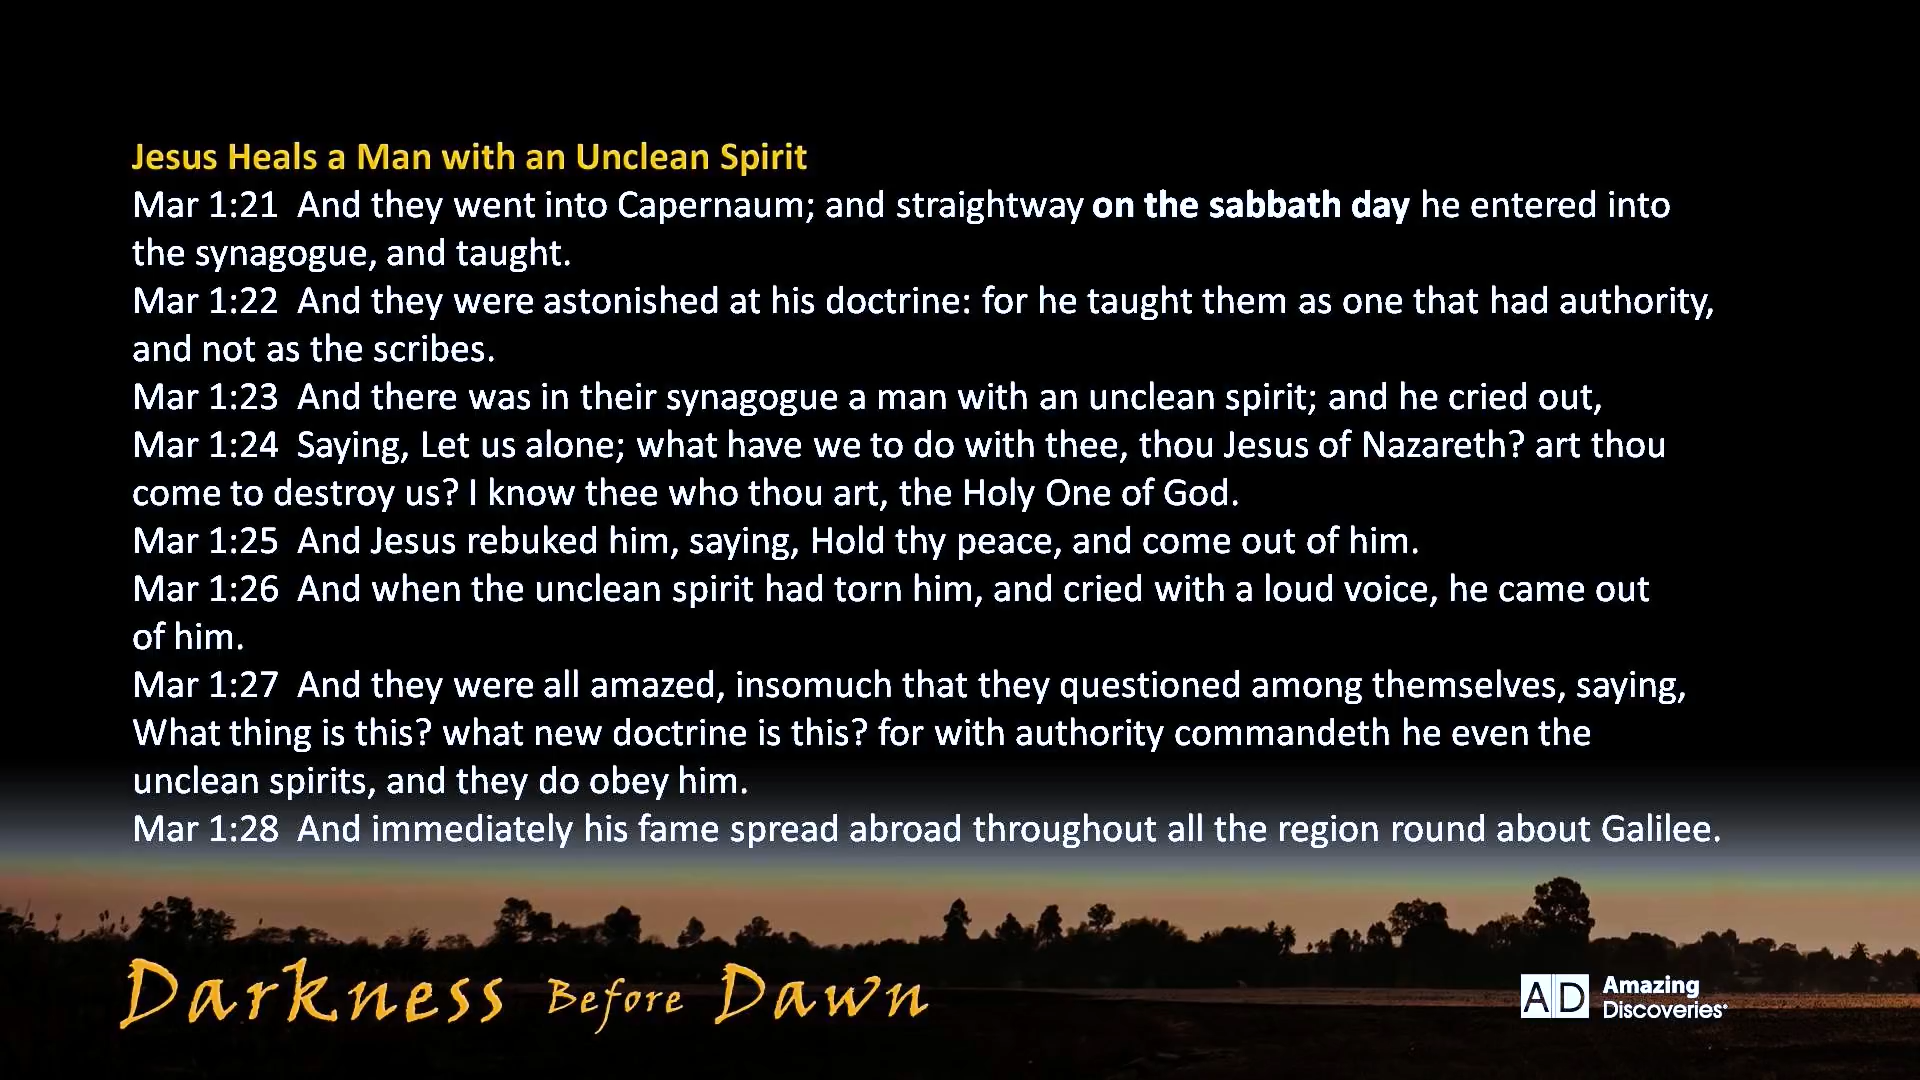 Jesus Heals a Man with an Unclean Spirit
Mar 1:21  And they went into Capernaum; and straightway on the sabbath day he entered into
the synagogue, and taught.
Mar 1:22  And they were astonished at his doctrine: for he taught them as one that had authority,
and not as the scribes.
Mar 1:23  And there was in their synagogue a man with an unclean spirit; and he cried out,
Mar 1:24  Saying, Let us alone; what have we to do with thee, thou Jesus of Nazareth? art thou
come to destroy us? I know thee who thou art, the Holy One of God.
Mar 1:25  And Jesus rebuked him, saying, Hold thy peace, and come out of him.
Mar 1:26  And when the unclean spirit had torn him, and cried with a loud voice, he came out
of him.
Mar 1:27  And they were all amazed, insomuch that they questioned among themselves, saying,
What thing is this? what new doctrine is this? for with authority commandeth he even the
unclean spirits, and they do obey him.
Mar 1:28  And immediately his fame spread abroad throughout all the region round about Galilee.
Darkness Before Dawn
AD Amazing
Discoveries